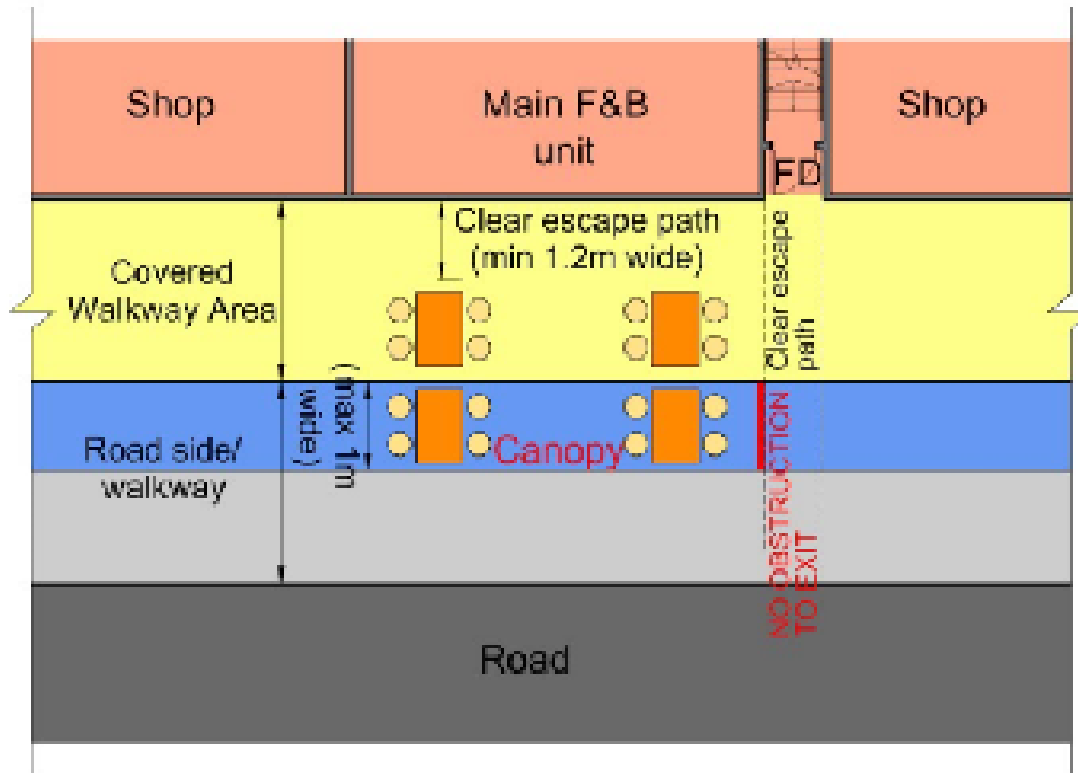 Shop
Main F&B
unit
Shop
FD
Clear escape path
(min 1.2m wide)
Clear escape
path
Covered
Walkway Area
(max 1m
wide)
Canopy
Road side/
walkway
NO OBSTRUCTION
TO EXIT
Road